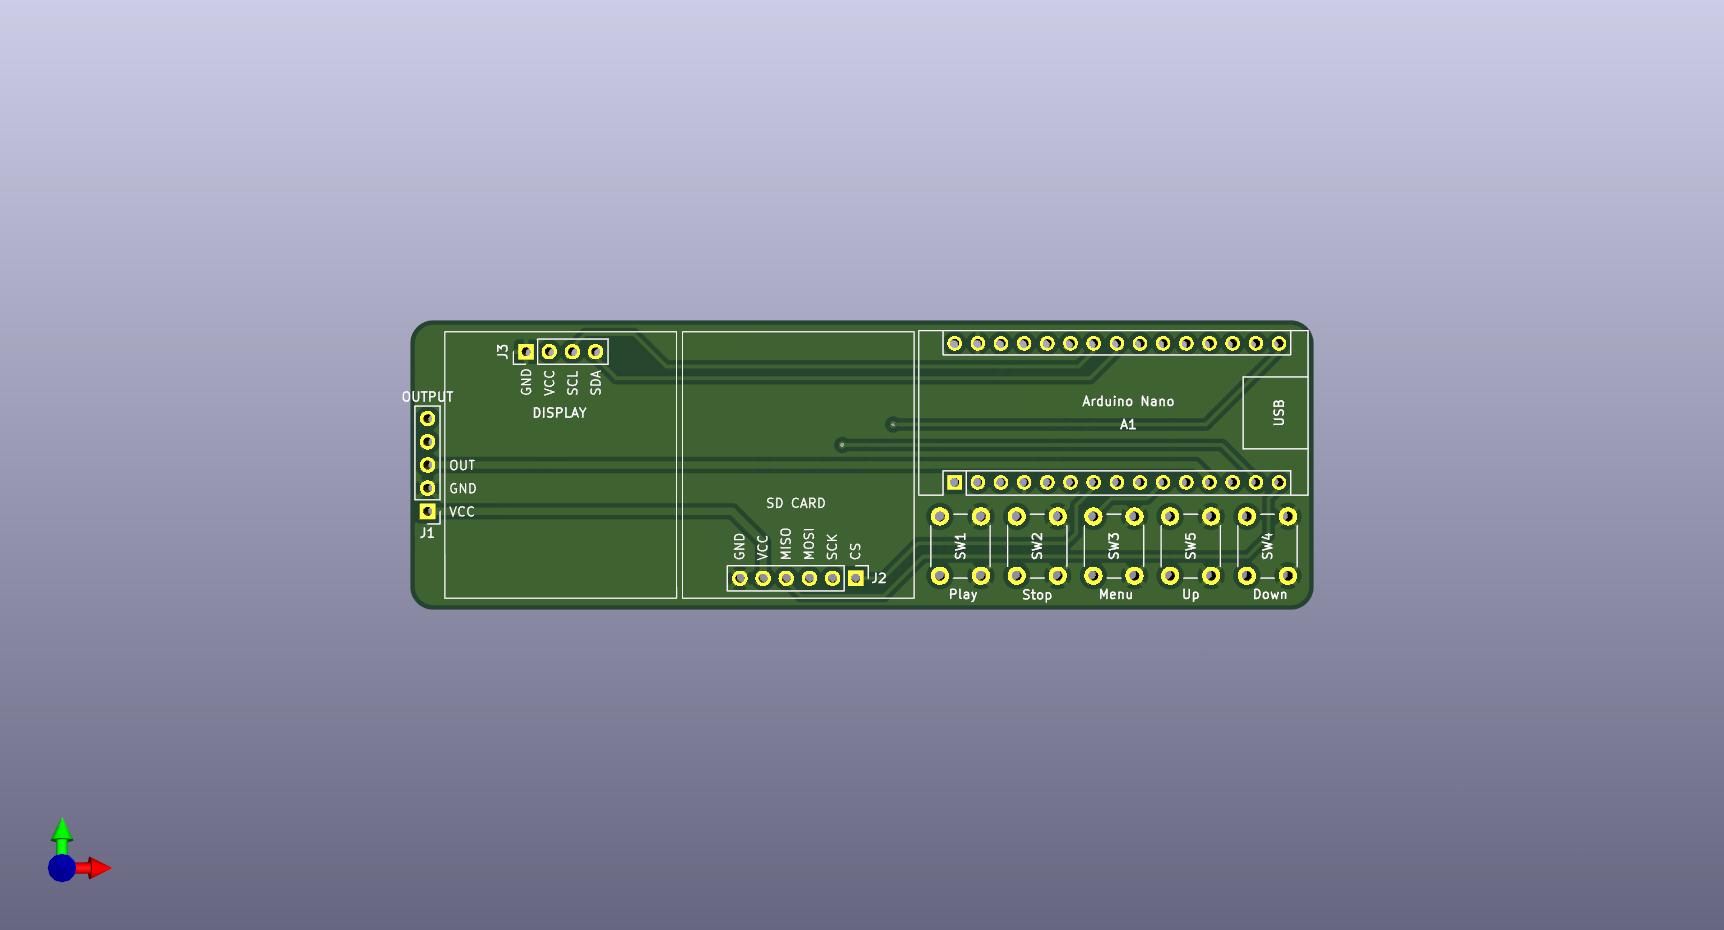 J3
GND
VCC
SCL
SDA
DISPLAY
OUTPUT
OUT
GND
VCC
J1
SD CARD
GND
VCC
MISO
MOSI
SCK
CS
J2
Arduino Nano
A1
USB
SW1
SW2
SW3
SW5
SW4
Play
Stop
Menu
Up
Down